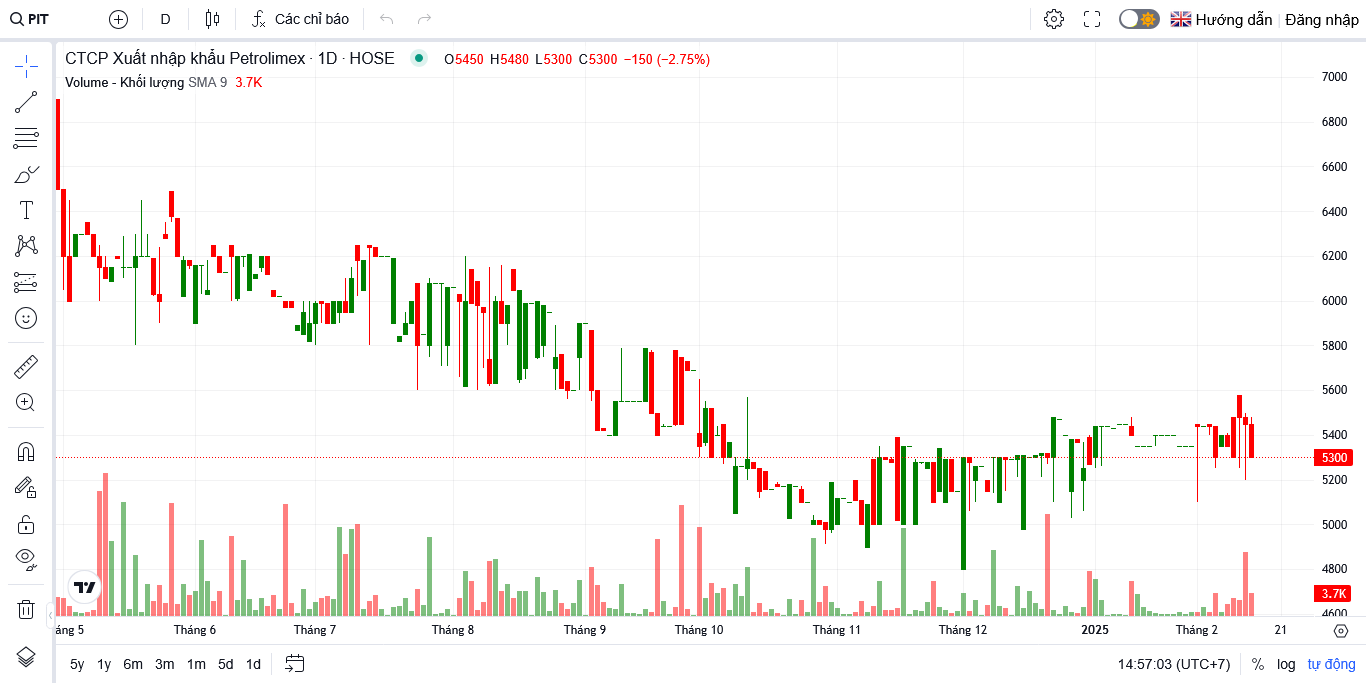 PIT D Các chỉ báo Hướng dẫn Đăng nhập
CTCP Xuất nhập khẩu Petrolimex · 1D · HOSE O5450 H5480 L5300 C5300 −150 (−2.75%)
Volume - Khối lượng SMA 9 3.7K
7000
6800
6600
6400
6200
6000
5800
5600
5400
5300
5200
5000
4800
3.7K
4600
áng 5 Tháng 6 Tháng 7 Tháng 8 Tháng 9 Tháng 10 Tháng 11 Tháng 12 2025 Tháng 2 21
5y 1y 6m 3m 1m 5d 1d 14:57:03 (UTC+7) % log tự động